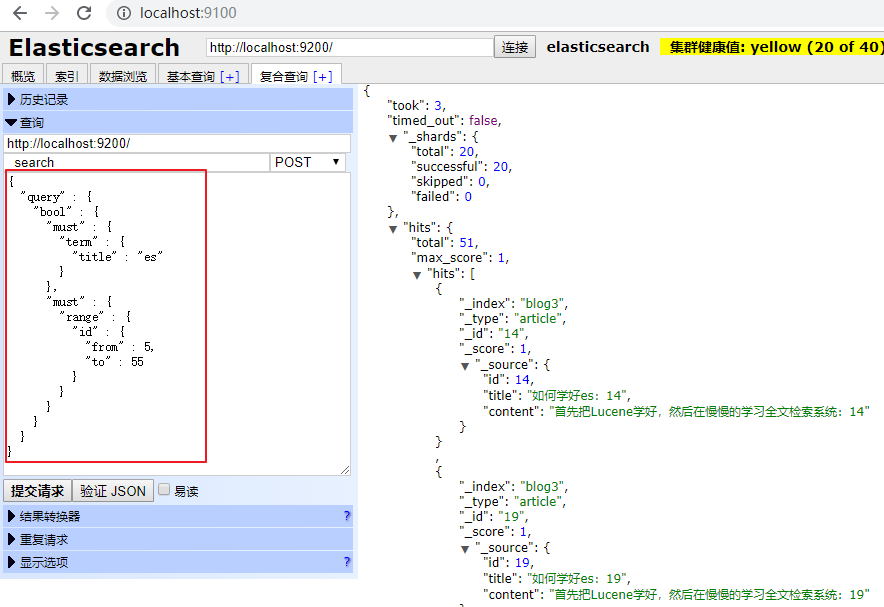 localhost:9100
Elasticsearch
http://localhost:9200/
连接
elasticsearch
集群健康值: yellow (20 of 40)
概览
索引
数据浏览
基本查询 [+]
复合查询 [+]
历史记录
查询
http://localhost:9200/
_search
POST
{
"query" : {
"bool" : {
"must" : {
"term" : {
"title" : "es"
}
},
"must" : {
"range" : {
"id" : {
"from" : 5,
"to" : 55
}
}
}
}
}
}
提交请求
验证 JSON
易读
结果转换器
?
重复请求
显示选项
?
{
"took": 3,
"timed_out": false,
"_shards": {
"total": 20,
"successful": 20,
"skipped": 0,
"failed": 0
},
"hits": {
"total": 51,
"max_score": 1,
"hits": [
{
"_index": "blog3",
"_type": "article",
"_id": "14",
"_score": 1,
"_source": {
"id": 14,
"title": "如何学好es：14",
"content": "首先把Lucene学好，然后在慢慢的学习全文检索系统：14"
}
}
,
{
"_index": "blog3",
"_type": "article",
"_id": "19",
"_score": 1,
"_source": {
"id": 19,
"title": "如何学好es：19",
"content": "首先把Lucene学好，然后在慢慢的学习全文检索系统：19"